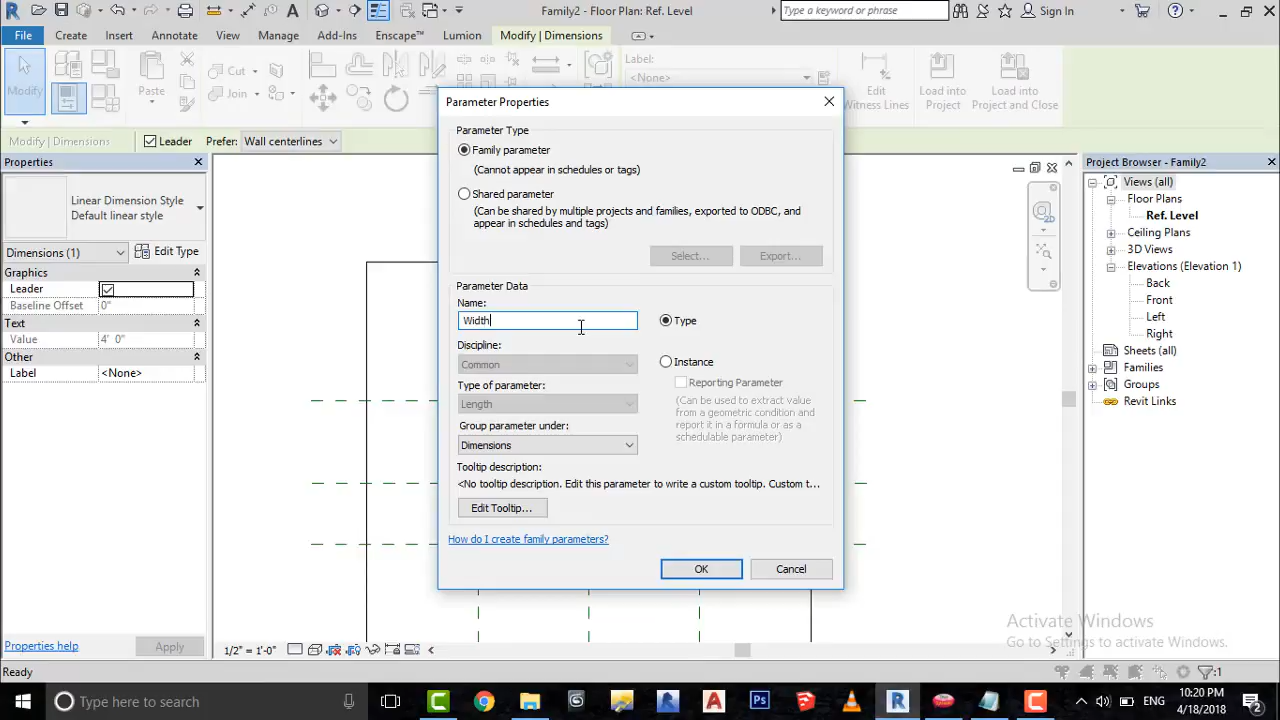 Family2 - Floor Plan: Ref. Level
Type a keyword or phrase
Sign In
File
Create
Insert
Annotate
View
Manage
Add-Ins
Enscape™
Lumion
Modify | Dimensions
Modify
Paste
Cut
Join
Label:
<None>
Edit
Witness Lines
Load into
Project
Load into
Project and Close
Modify | Dimensions
Leader
Prefer:
Wall centerlines
Properties
Linear Dimension Style
Default linear style
Dimensions (1)
Edit Type
Graphics
Leader
Baseline Offset
0"
Text
Value
4' 0"
Other
Label
<None>
Properties help
Apply
Parameter Properties
Parameter Type
Family parameter
(Cannot appear in schedules or tags)
Shared parameter
(Can be shared by multiple projects and families, exported to ODBC, and
appear in schedules and tags)
Select...
Export...
Parameter Data
Name:
Width
Type
Discipline:
Common
Instance
Reporting Parameter
Type of parameter:
Length
(Can be used to extract value
from a geometric condition and
report it in a formula or as a
schedulable parameter)
Group parameter under:
Dimensions
Tooltip description:
<No tooltip description. Edit this parameter to write a custom tooltip. Custom t...
Edit Tooltip...
How do I create family parameters?
OK
Cancel
Project Browser - Family2
Views (all)
Floor Plans
Ref. Level
Ceiling Plans
3D Views
Elevations (Elevation 1)
Back
Front
Left
Right
Sheets (all)
Families
Groups
Revit Links
Activate Windows
Go to Settings to activate Windows.
1/2" = 1'-0"
Ready
:1
Type here to search
ENG
10:20 PM
4/18/2018